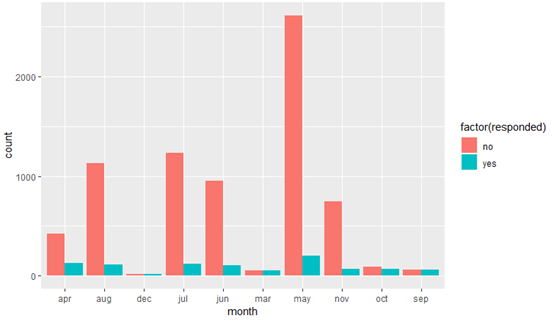 count
2000
1000
0
apr aug dec jul jun mar may nov oct sep
month
factor(responded)
no
yes